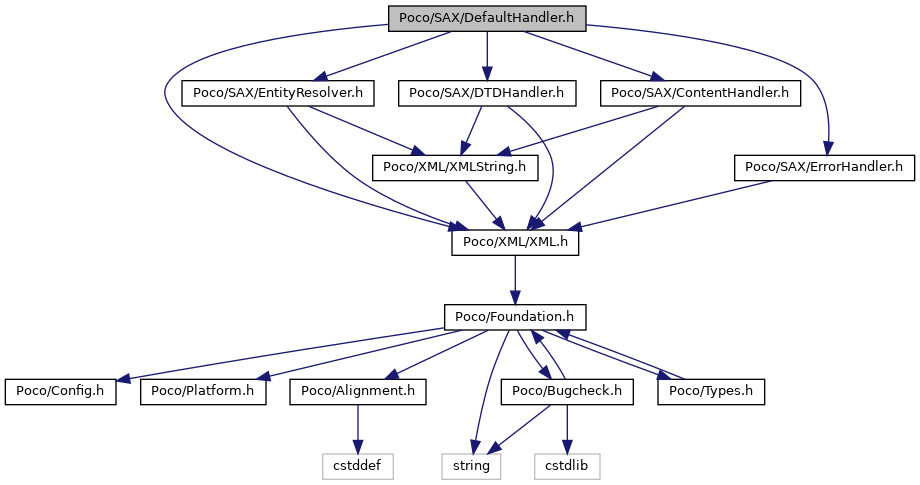 Poco/SAX/DefaultHandler.h
Poco/SAX/EntityResolver.h
Poco/SAX/DTDHandler.h
Poco/SAX/ContentHandler.h
Poco/XML/XMLString.h
Poco/SAX/ErrorHandler.h
Poco/XML/XML.h
Poco/Foundation.h
Poco/Config.h
Poco/Platform.h
Poco/Alignment.h
Poco/Bugcheck.h
Poco/Types.h
cstddef
string
cstdlib